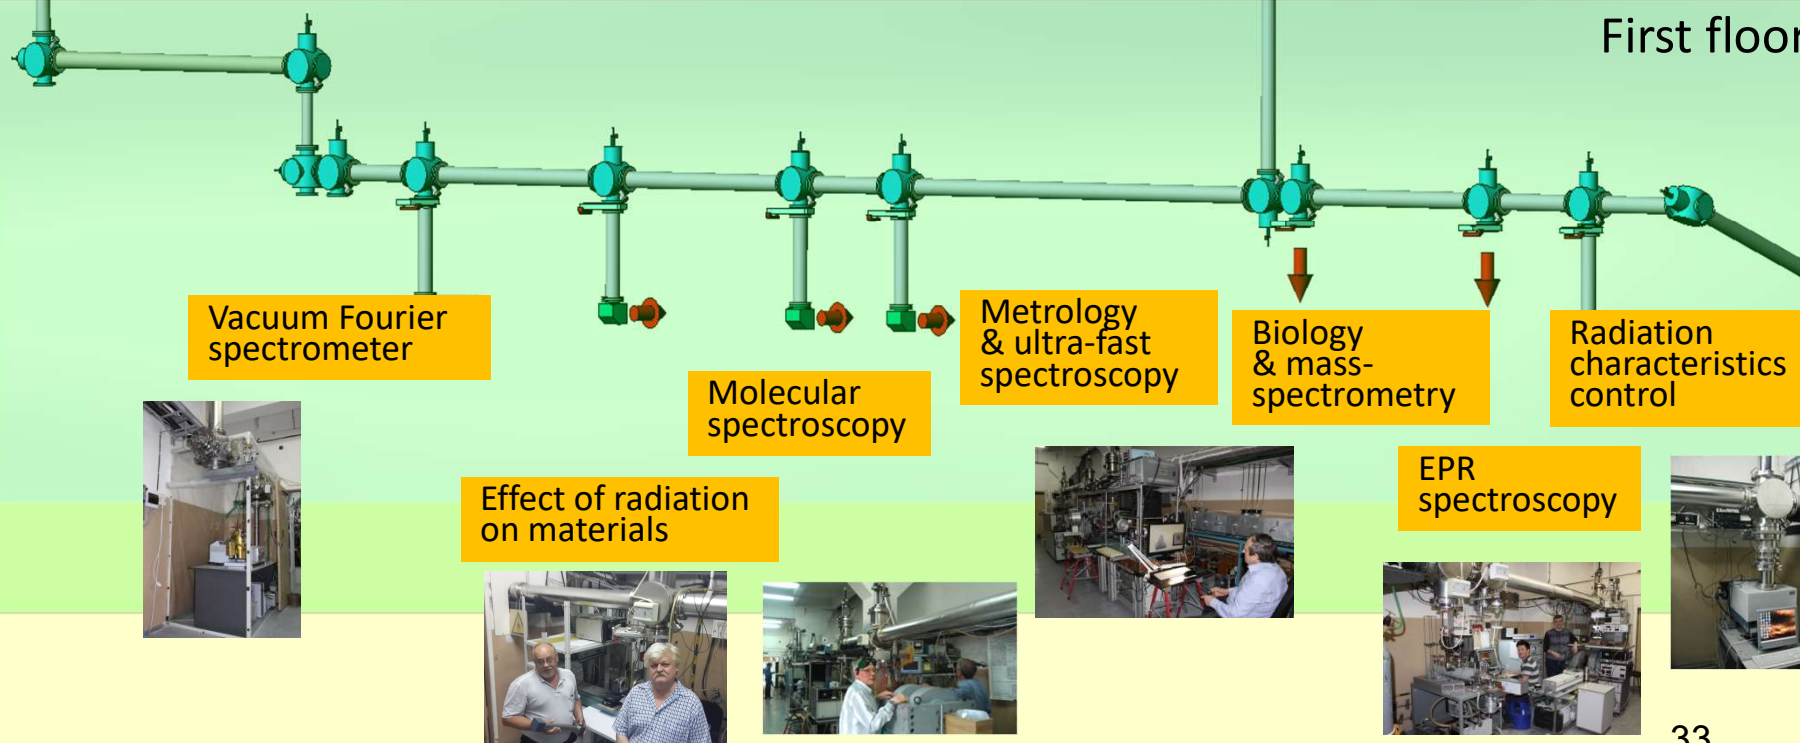 First floor
Vacuum Fourier
spectrometer
Molecular
spectroscopy
Metrology
& ultra-fast
spectroscopy
Biology
& mass-
spectrometry
Radiation
characteristics
control
Effect of radiation
on materials
EPR
spectroscopy
33